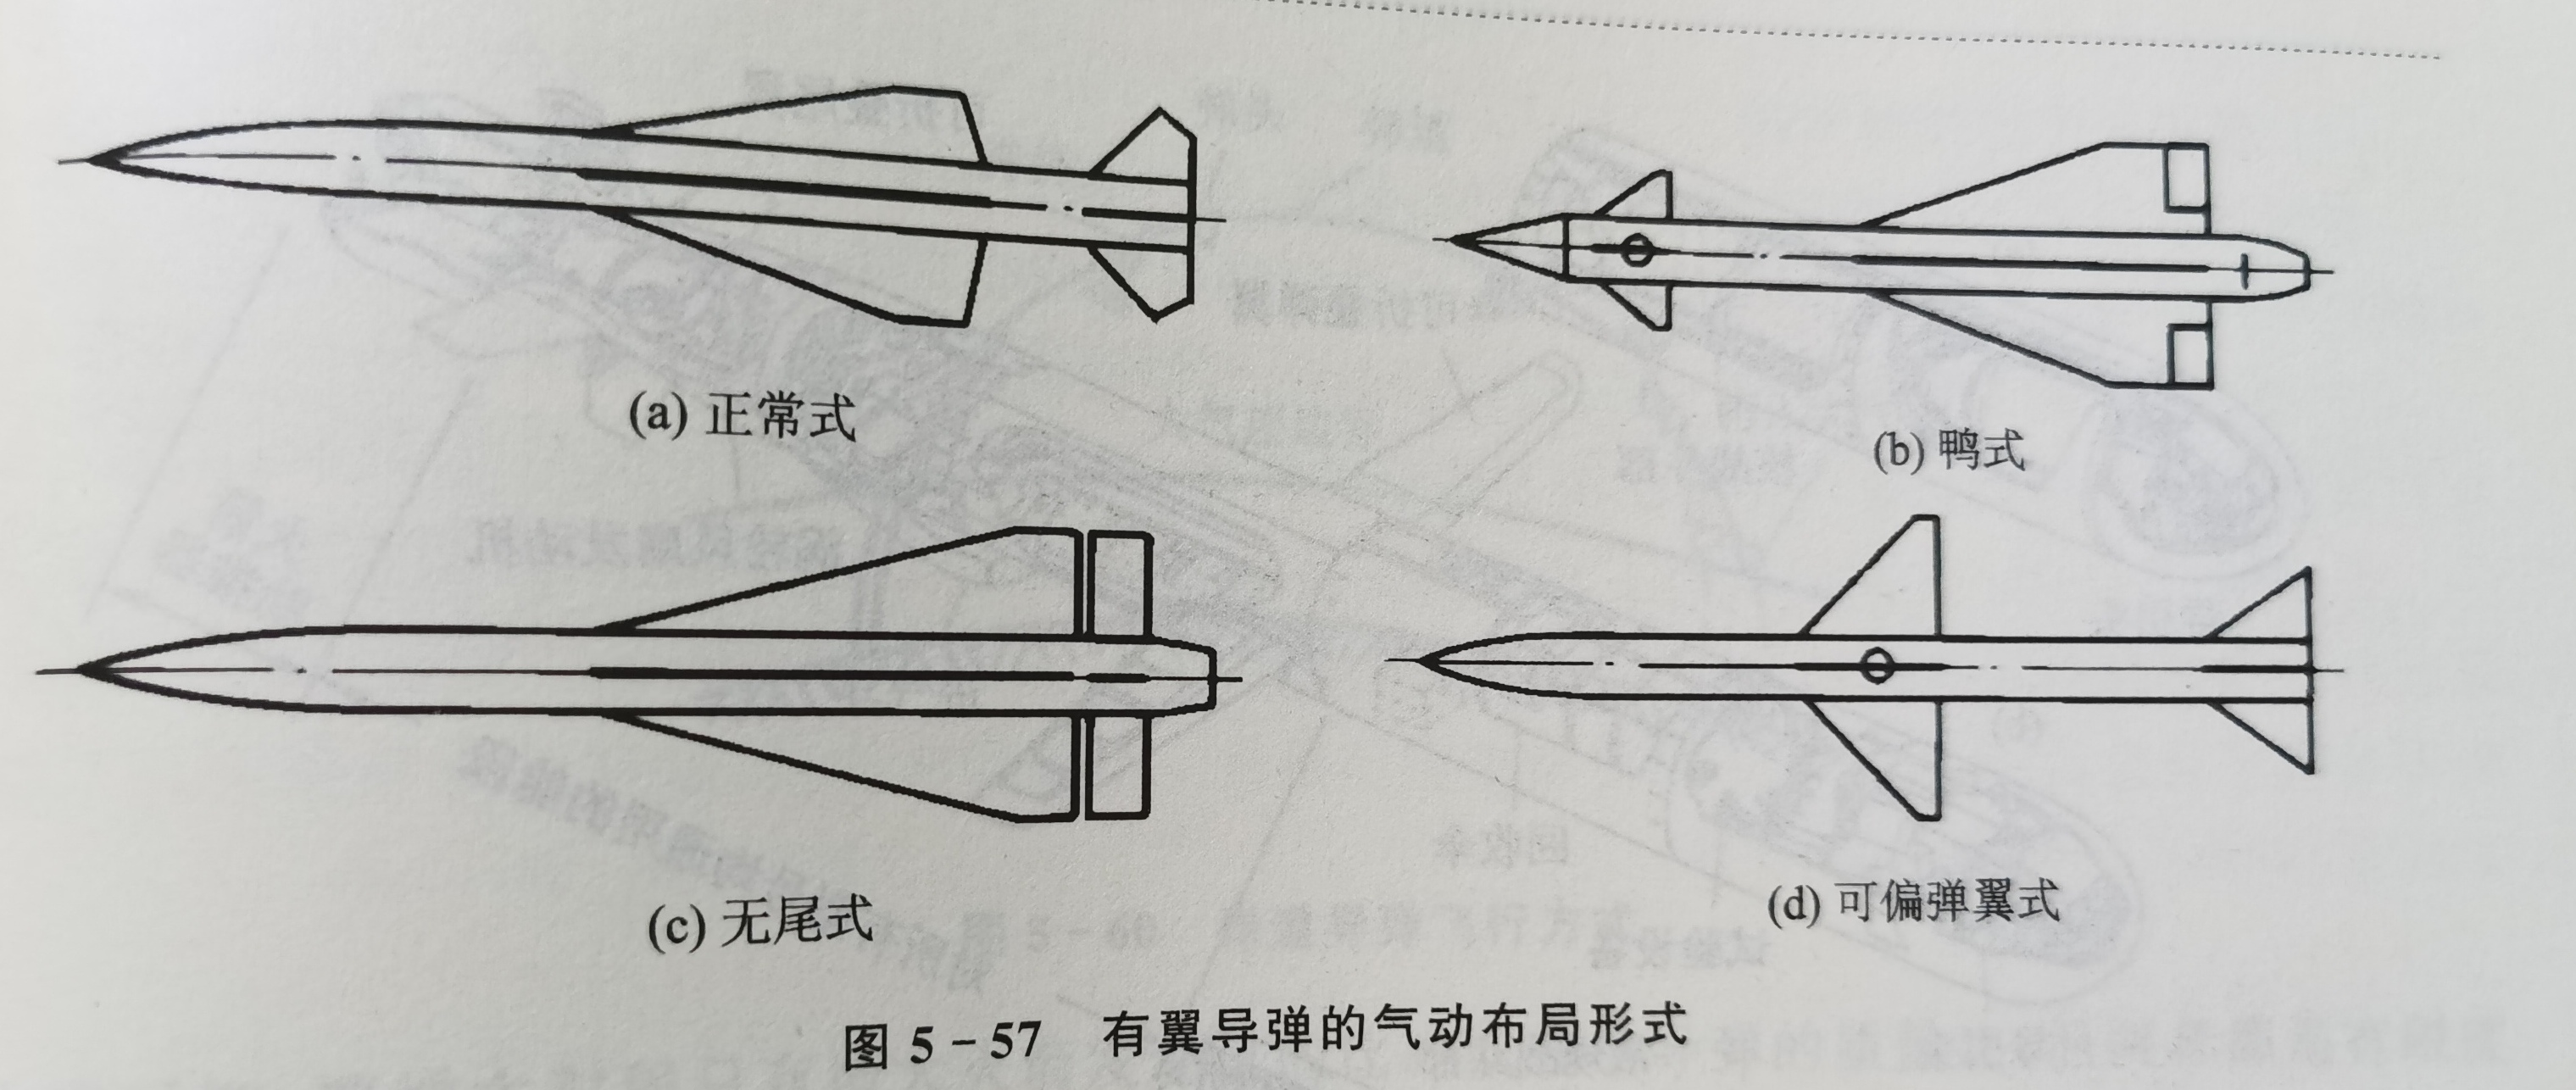 (a) 正常式
(b) 鸭式
(c) 无尾式
(d) 可偏弹翼式
图 5-57 有翼导弹的气动布局形式